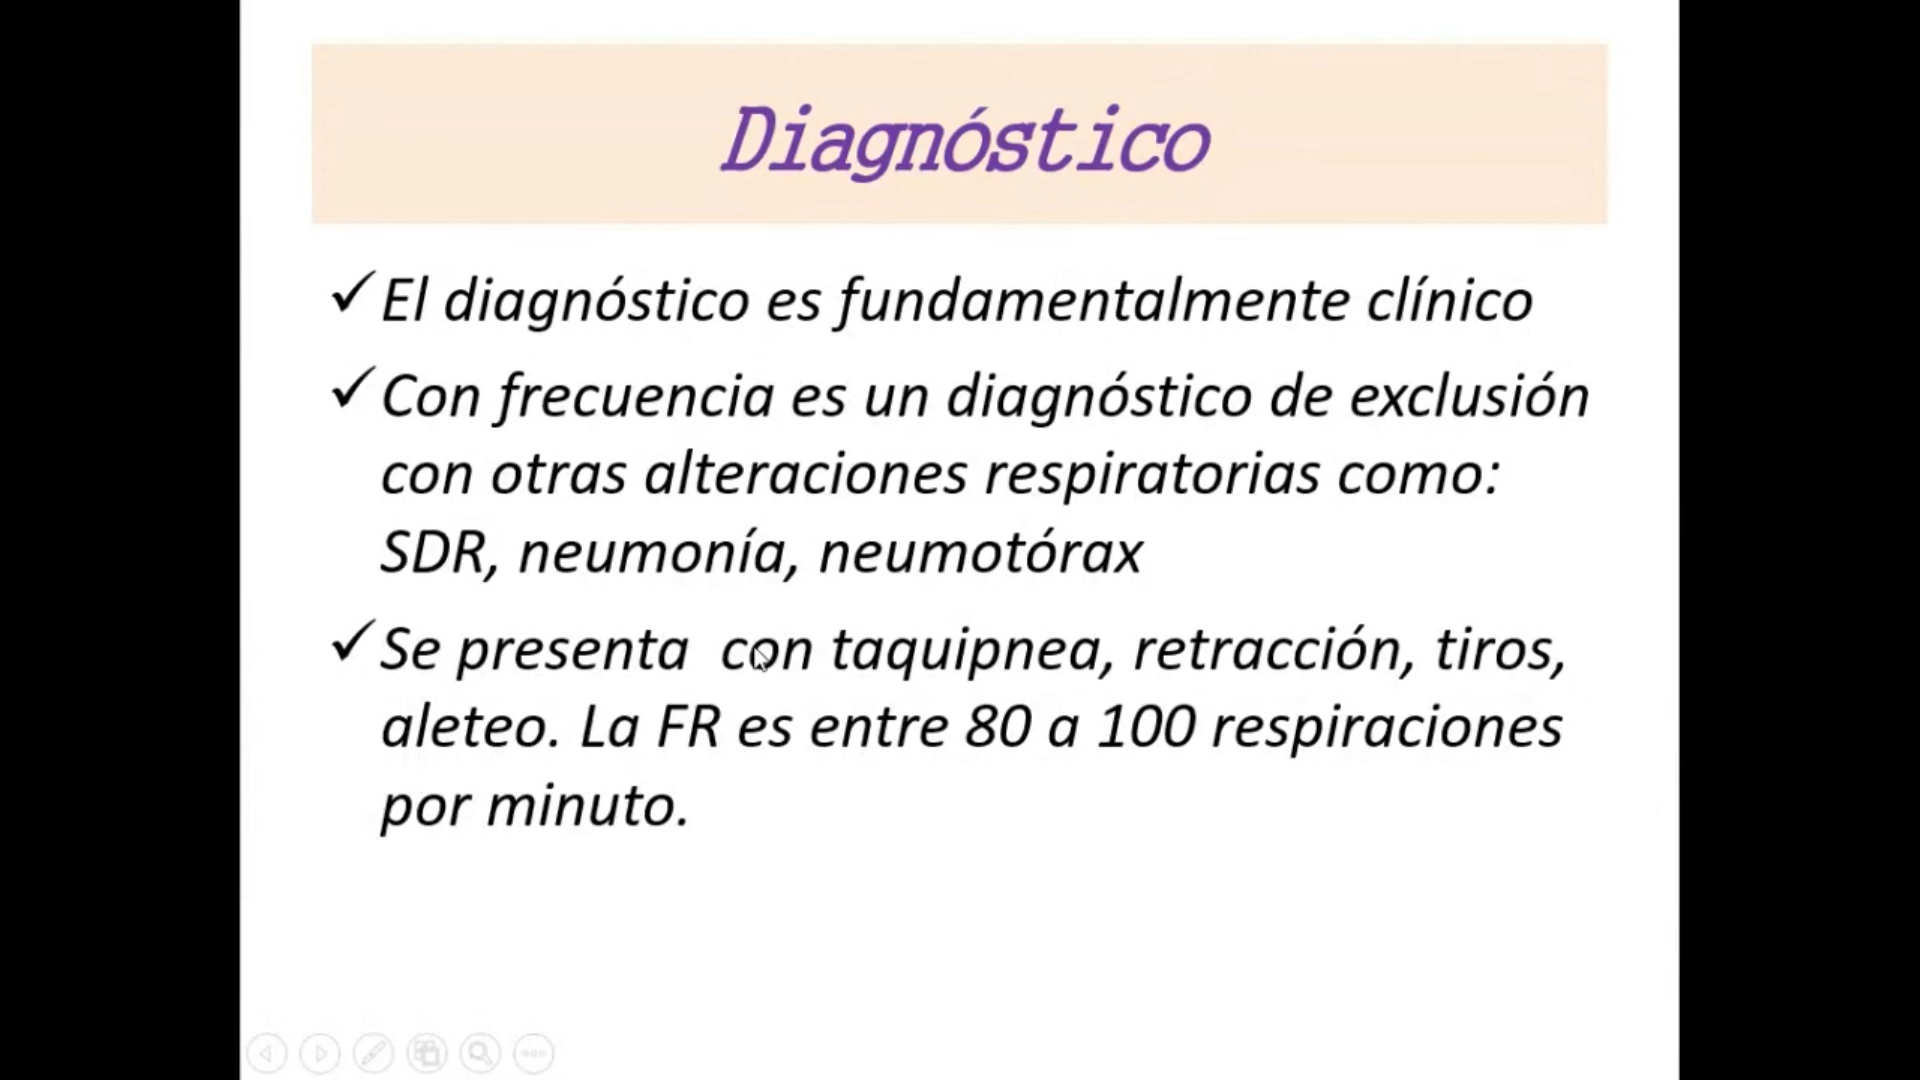 Diagnóstico
✓El diagnóstico es fundamentalmente clínico
✓Con frecuencia es un diagnóstico de exclusión
con otras alteraciones respiratorias como:
SDR, neumonía, neumotórax
✓Se presenta  con taquipnea, retracción, tiros,
aleteo. La FR es entre 80 a 100 respiraciones
por minuto.